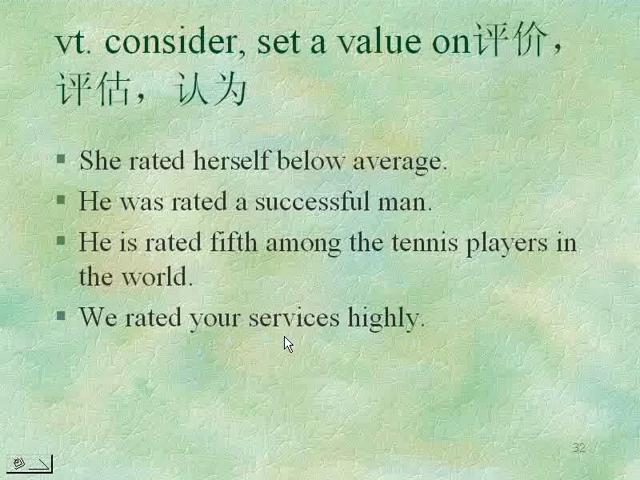 vt. consider, set a value on评价，
评估，认为
▪ She rated herself below average.
▪ He was rated a successful man.
▪ He is rated fifth among the tennis players in
the world.
▪ We rated your services highly.
32